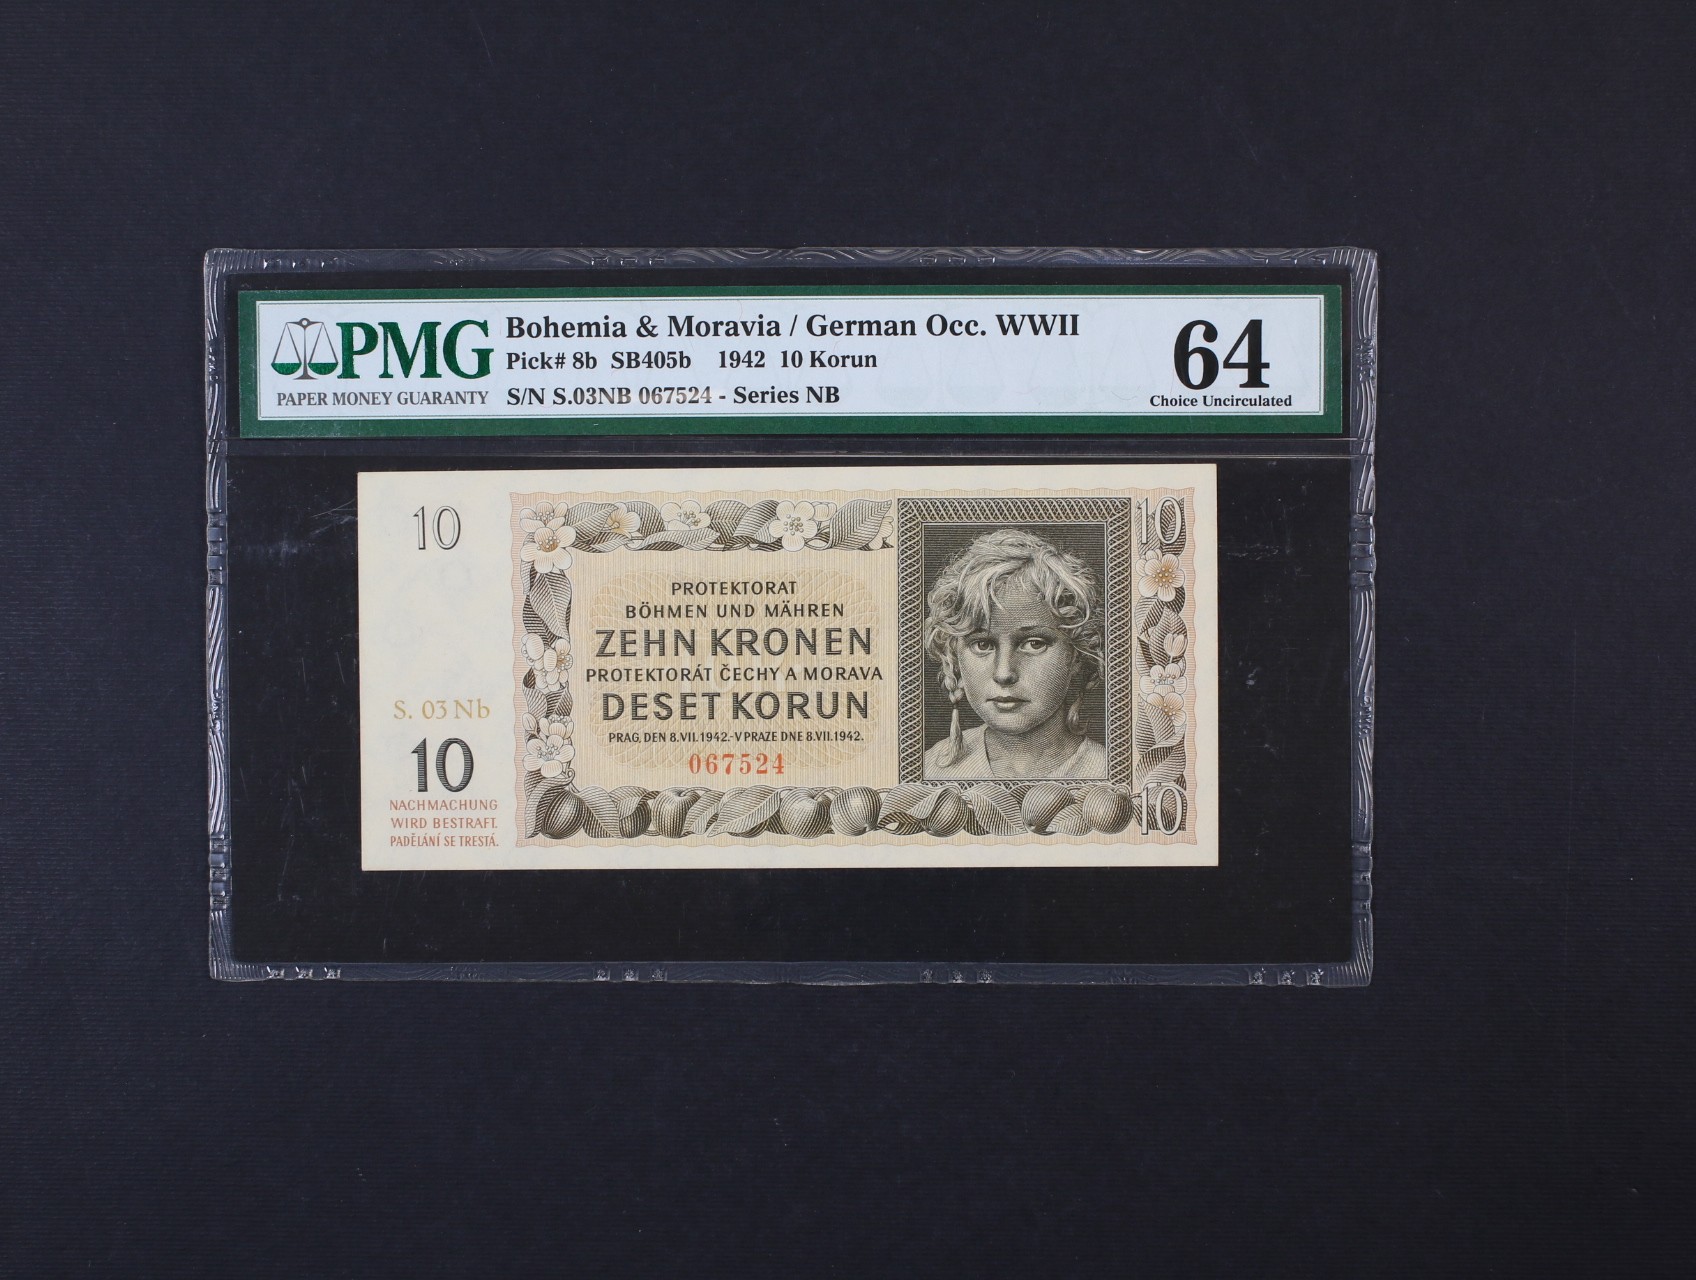 PMG
PAPER MONEY GUARANTY
Bohemia & Moravia / German Occ. WWII
Pick# 8b SB405b 1942 10 Korun
S/N S.03NB 067524 - Series NB
64
Choice Uncirculated
10
10
PROTEKTORAT
BÖHMEN UND MÄHREN
ZEHN KRONEN
PROTEKTORÁT ČECHY A MORAVA
DESET KORUN
PRAG, DEN 8.VII.1942.-V PRAZE DNE 8.VII.1942.
067524
S. 03 Nb
10
NACHMACHUNG
WIRD BESTRAFT.
PADĚLÁNÍ SE TRESTÁ.
10